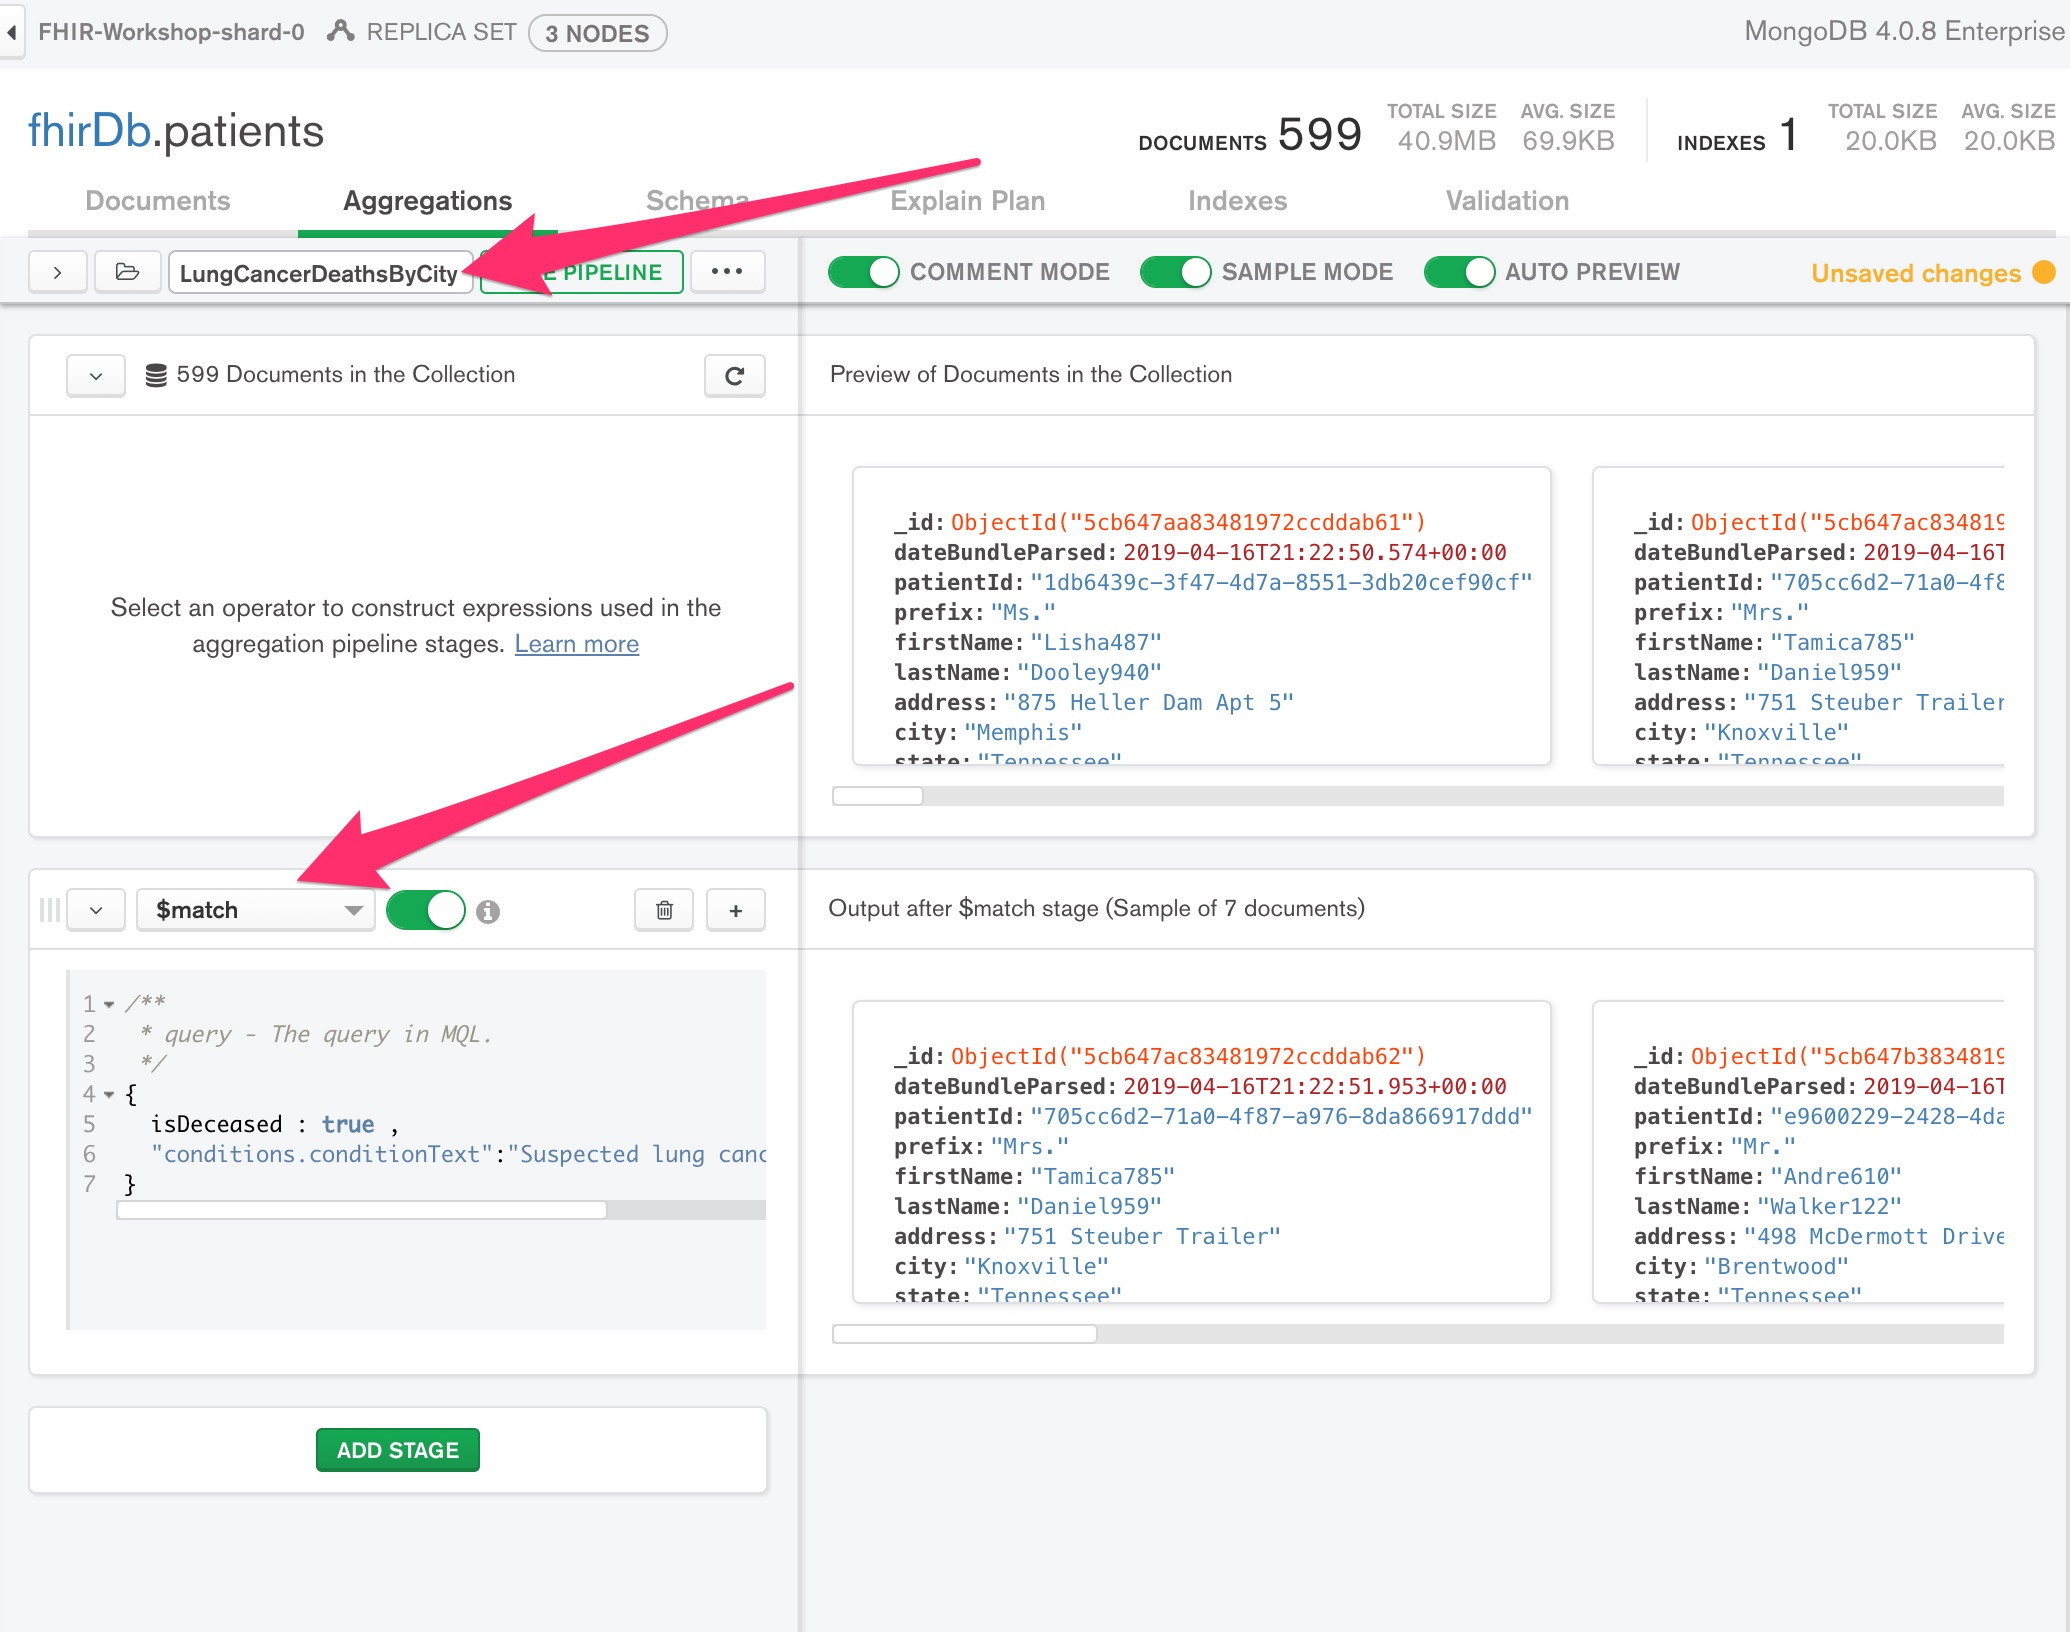 FHIR-Workshop-shard-0 REPLICA SET 3 NODES MongoDB 4.0.8 Enterprise
fhirDb.patients
DOCUMENTS 599 TOTAL SIZE 40.9MB AVG. SIZE 69.9KB INDEXES 1 TOTAL SIZE 20.0KB AVG. SIZE 20.0KB
Documents Aggregations Schema Explain Plan Indexes Validation
LungCancerDeathsByCity PIPELINE ••• COMMENT MODE SAMPLE MODE AUTO PREVIEW Unsaved changes
599 Documents in the Collection
Select an operator to construct expressions used in the
aggregation pipeline stages. Learn more
Preview of Documents in the Collection
_id: ObjectId("5cb647aa83481972ccddab61")
dateBundleParsed: 2019-04-16T21:22:50.574+00:00
patientId: "1db6439c-3f47-4d7a-8551-3db20cef90cf"
prefix: "Ms."
firstName: "Lisha487"
lastName: "Dooley940"
address: "875 Heller Dam Apt 5"
city: "Memphis"
state: "Tennessee"
_id: ObjectId("5cb647ac834819
dateBundleParsed: 2019-04-16T
patientId: "705cc6d2-71a0-4f8
prefix: "Mrs."
firstName: "Tamica785"
lastName: "Daniel959"
address: "751 Steuber Trailer
city: "Knoxville"
state: "Tennessee"
$match
1 /**
2 * query - The query in MQL.
3 */
4 {
5 isDeceased : true ,
6 "conditions.conditionText":"Suspected lung canc
7 }
Output after $match stage (Sample of 7 documents)
_id: ObjectId("5cb647ac83481972ccddab62")
dateBundleParsed: 2019-04-16T21:22:51.953+00:00
patientId: "705cc6d2-71a0-4f87-a976-8da866917ddd"
prefix: "Mrs."
firstName: "Tamica785"
lastName: "Daniel959"
address: "751 Steuber Trailer"
city: "Knoxville"
state: "Tennessee"
_id: ObjectId("5cb647b3834819
dateBundleParsed: 2019-04-16T
patientId: "e9600229-2428-4da
prefix: "Mr."
firstName: "Andre610"
lastName: "Walker122"
address: "498 McDermott Drive
city: "Brentwood"
state: "Tennessee"
ADD STAGE